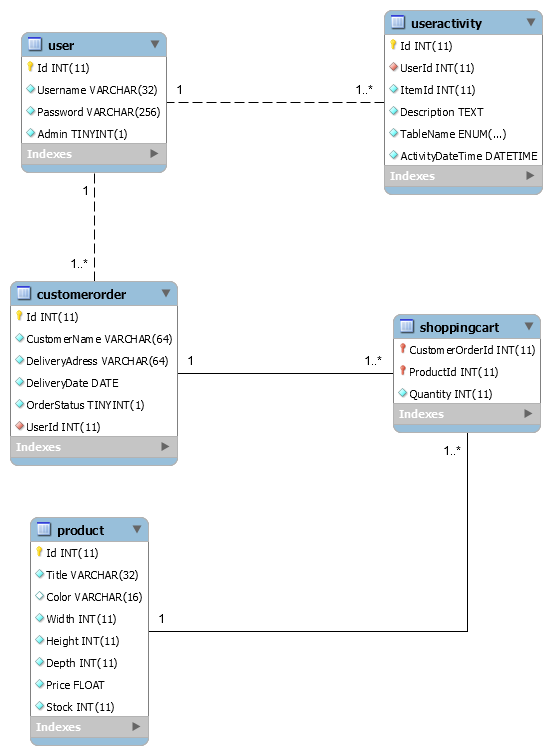 user
Id INT(11)
Username VARCHAR(32)
Password VARCHAR(256)
Admin TINYINT(1)
Indexes
1
1..*
useractivity
Id INT(11)
UserId INT(11)
ItemId INT(11)
Description TEXT
TableName ENUM(...)
ActivityDateTime DATETIME
Indexes
1
1..*
customerorder
Id INT(11)
CustomerName VARCHAR(64)
DeliveryAdress VARCHAR(64)
DeliveryDate DATE
OrderStatus TINYINT(1)
UserId INT(11)
Indexes
1
1..*
shoppingcart
CustomerOrderId INT(11)
ProductId INT(11)
Quantity INT(11)
Indexes
1..*
product
Id INT(11)
Title VARCHAR(32)
Color VARCHAR(16)
Width INT(11)
Height INT(11)
Depth INT(11)
Price FLOAT
Stock INT(11)
Indexes
1